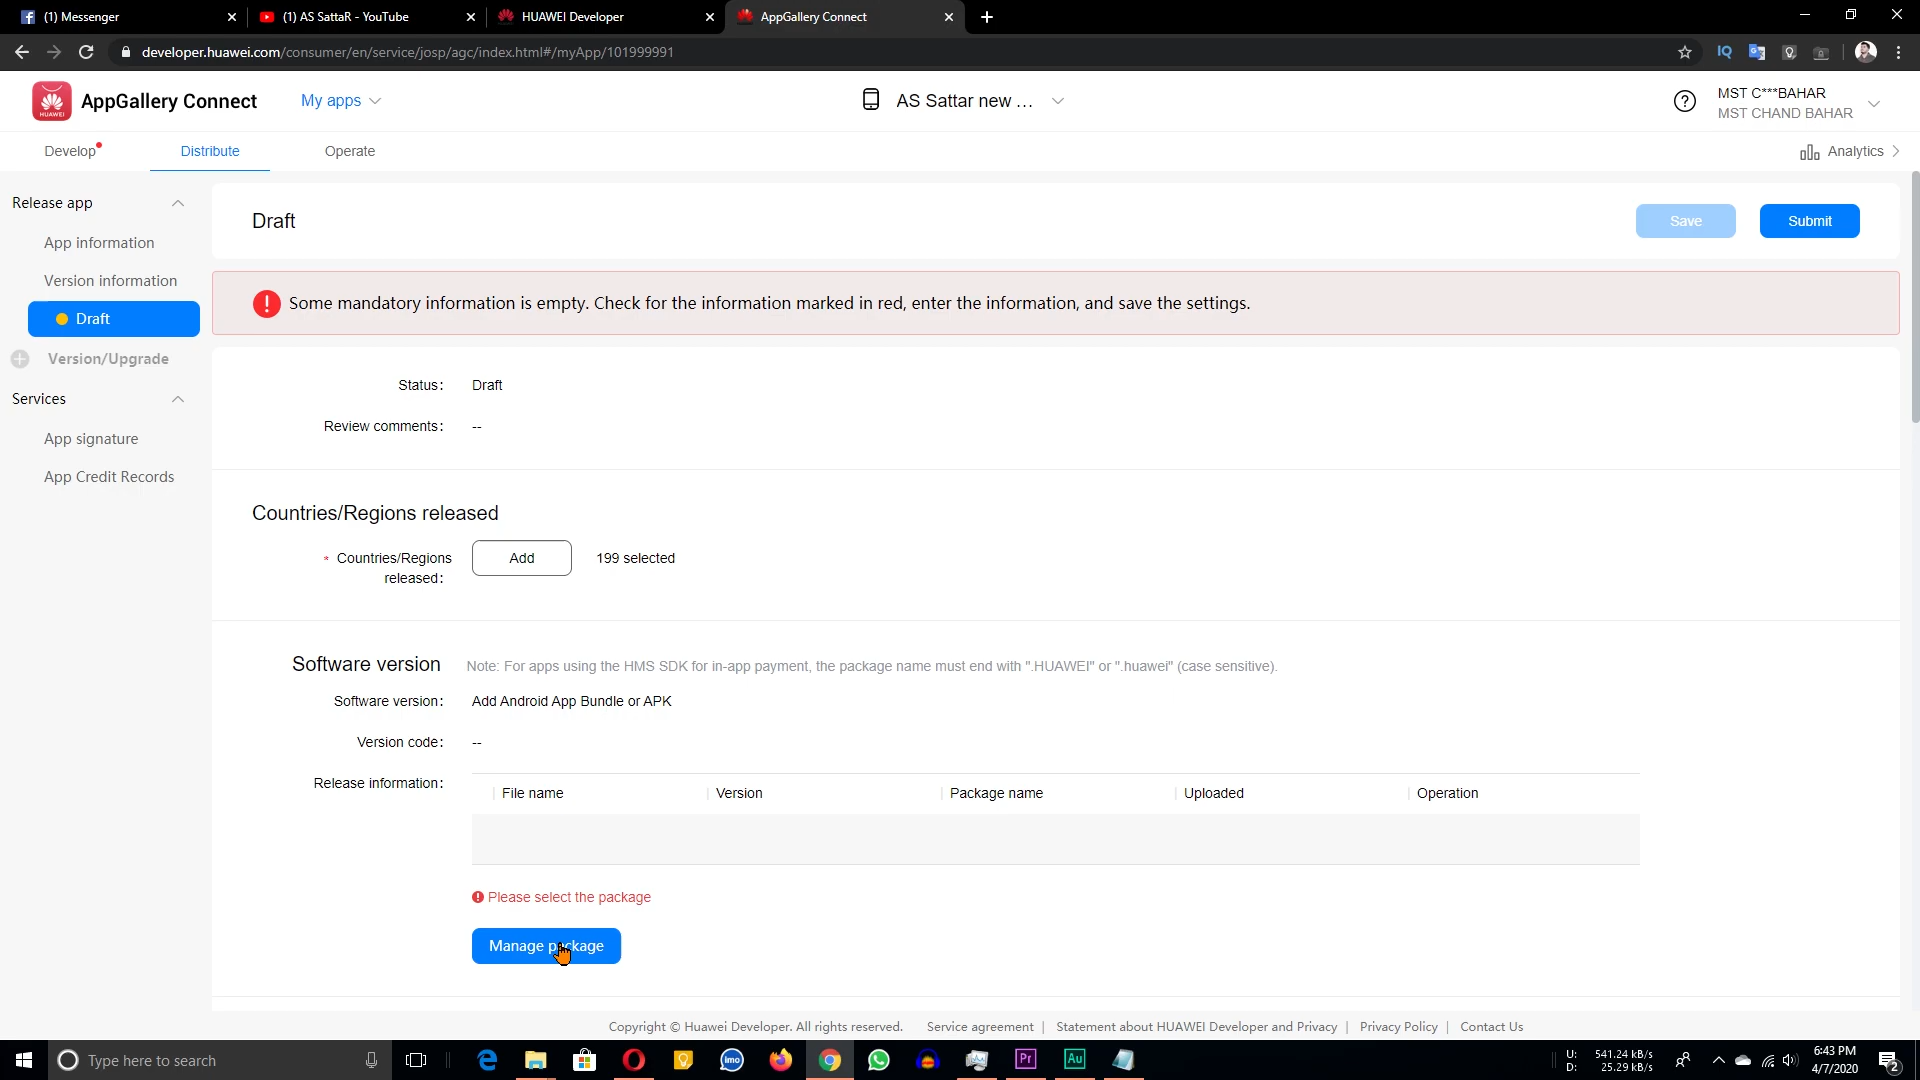 (1) Messenger
(1) AS SattaR - YouTube
HUAWEI Developer
AppGallery Connect
developer.huawei.com/consumer/en/service/josp/agc/index.html#/myApp/101999991
IQ
HUAWEI
AppGallery Connect
My apps
AS Sattar new ...
MST C***BAHAR
MST CHAND BAHAR
Develop
Distribute
Operate
Analytics
Release app
App information
Version information
Draft
Version/Upgrade
Services
App signature
App Credit Records
Draft
Save
Submit
Some mandatory information is empty. Check for the information marked in red, enter the information, and save the settings.
Status: Draft
Review comments: --
Countries/Regions released
* Countries/Regions released: Add 199 selected
Software version Note: For apps using the HMS SDK for in-app payment, the package name must end with ".HUAWEI" or ".huawei" (case sensitive).
Software version: Add Android App Bundle or APK
Version code: --
Release information: File name Version Package name Uploaded Operation
Please select the package
Manage package
Copyright © Huawei Developer. All rights reserved. Service agreement | Statement about HUAWEI Developer and Privacy | Privacy Policy | Contact Us
Type here to search
imo
Pr
Au
U: 541.24 kB/s
D: 25.29 kB/s
6:43 PM
4/7/2020
2